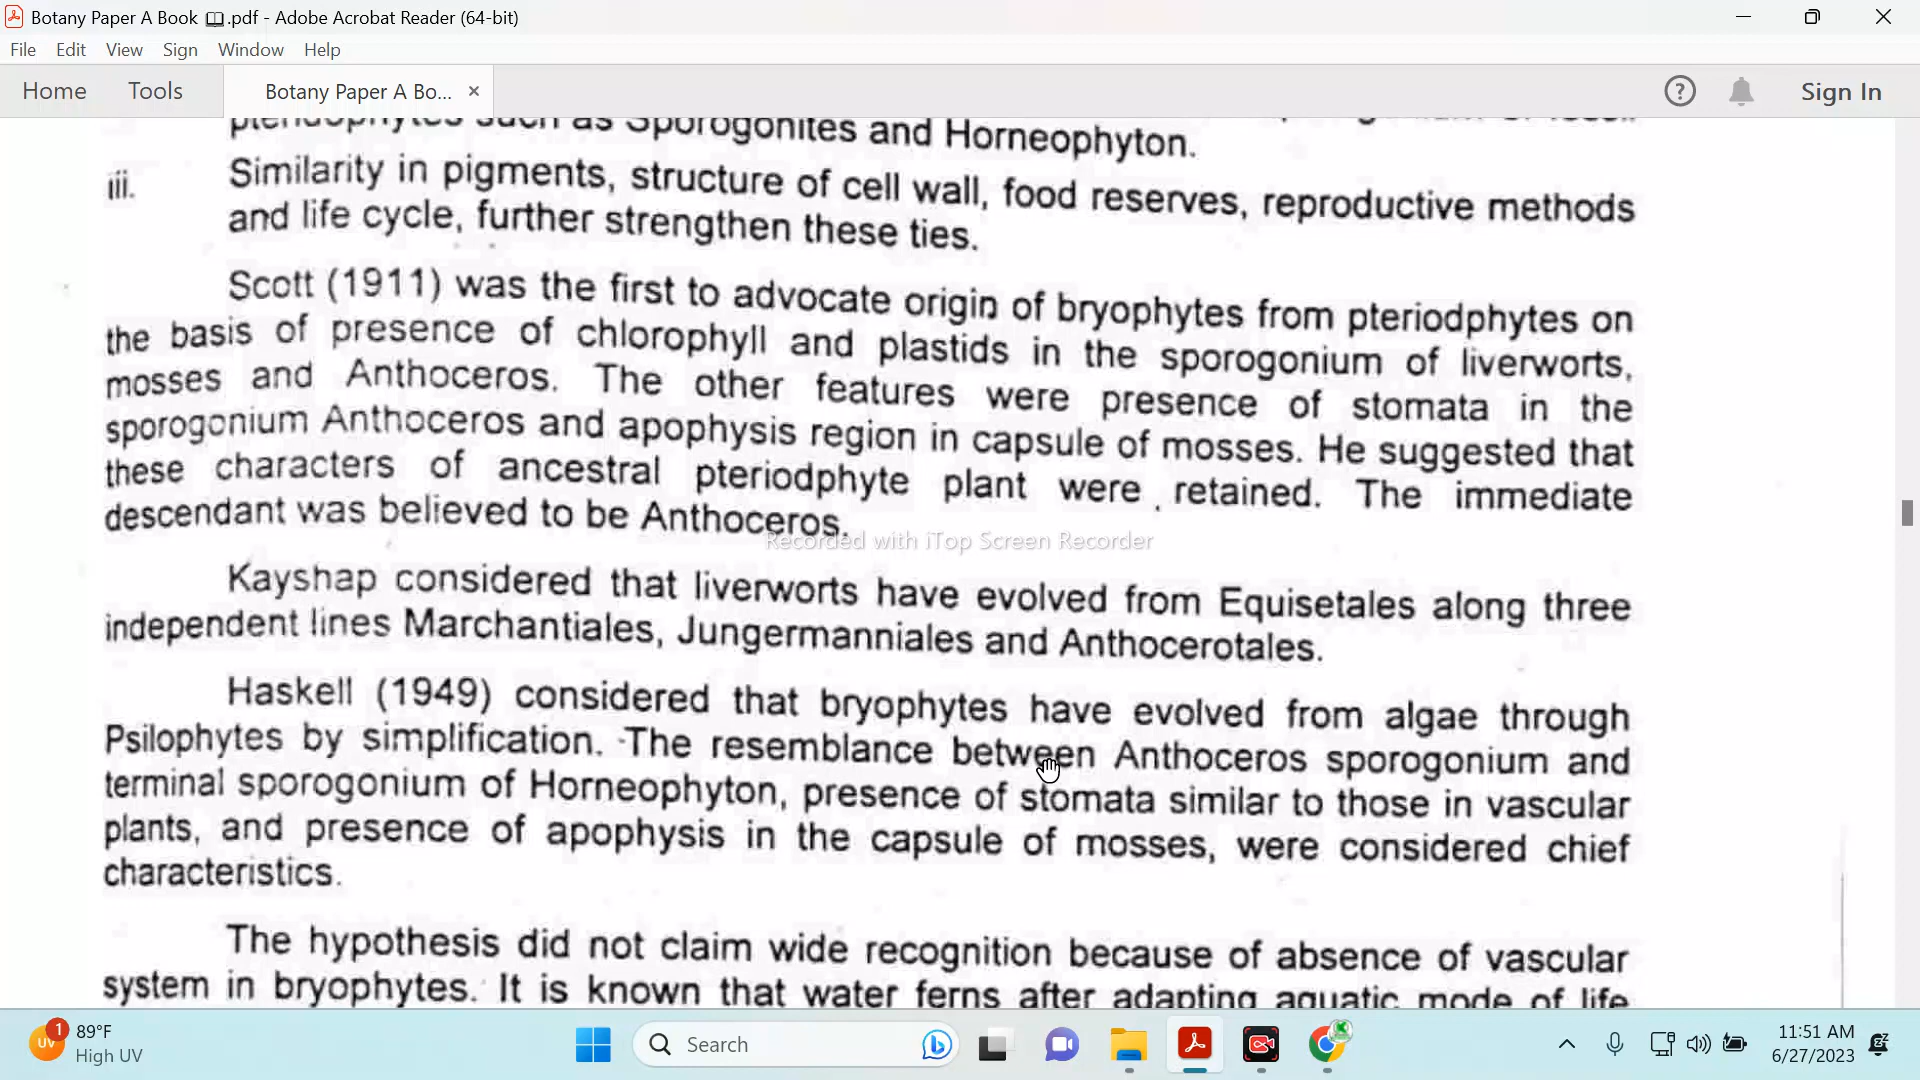 Botany Paper A Book .pdf - Adobe Acrobat Reader (64-bit)
File Edit View Sign Window Help
Home Tools Botany Paper A Bo... × ? Sign In
such as Sporogonites and Horneophyton.
iii. Similarity in pigments, structure of cell wall, food reserves, reproductive methods
and life cycle, further strengthen these ties.
Scott (1911) was the first to advocate origin of bryophytes from pteriodphytes on
the basis of presence of chlorophyll and plastids in the sporogonium of liverworts,
mosses and Anthoceros. The other features were presence of stomata in the
sporogonium Anthoceros and apophysis region in capsule of mosses. He suggested that
these characters of ancestral pteriodphyte plant were retained. The immediate
descendant was believed to be Anthoceros.
Recorded with iTop Screen Recorder
Kayshap considered that liverworts have evolved from Equisetales along three
independent lines Marchantiales, Jungermanniales and Anthocerotales.
Haskell (1949) considered that bryophytes have evolved from algae through
Psilophytes by simplification. The resemblance between Anthoceros sporogonium and
terminal sporogonium of Horneophyton, presence of stomata similar to those in vascular
plants, and presence of apophysis in the capsule of mosses, were considered chief
characteristics.
The hypothesis did not claim wide recognition because of absence of vascular
system in bryophytes. It is known that water ferns after adapting aquatic mode of life
UV 1 89°F
High UV
Search
11:51 AM
6/27/2023